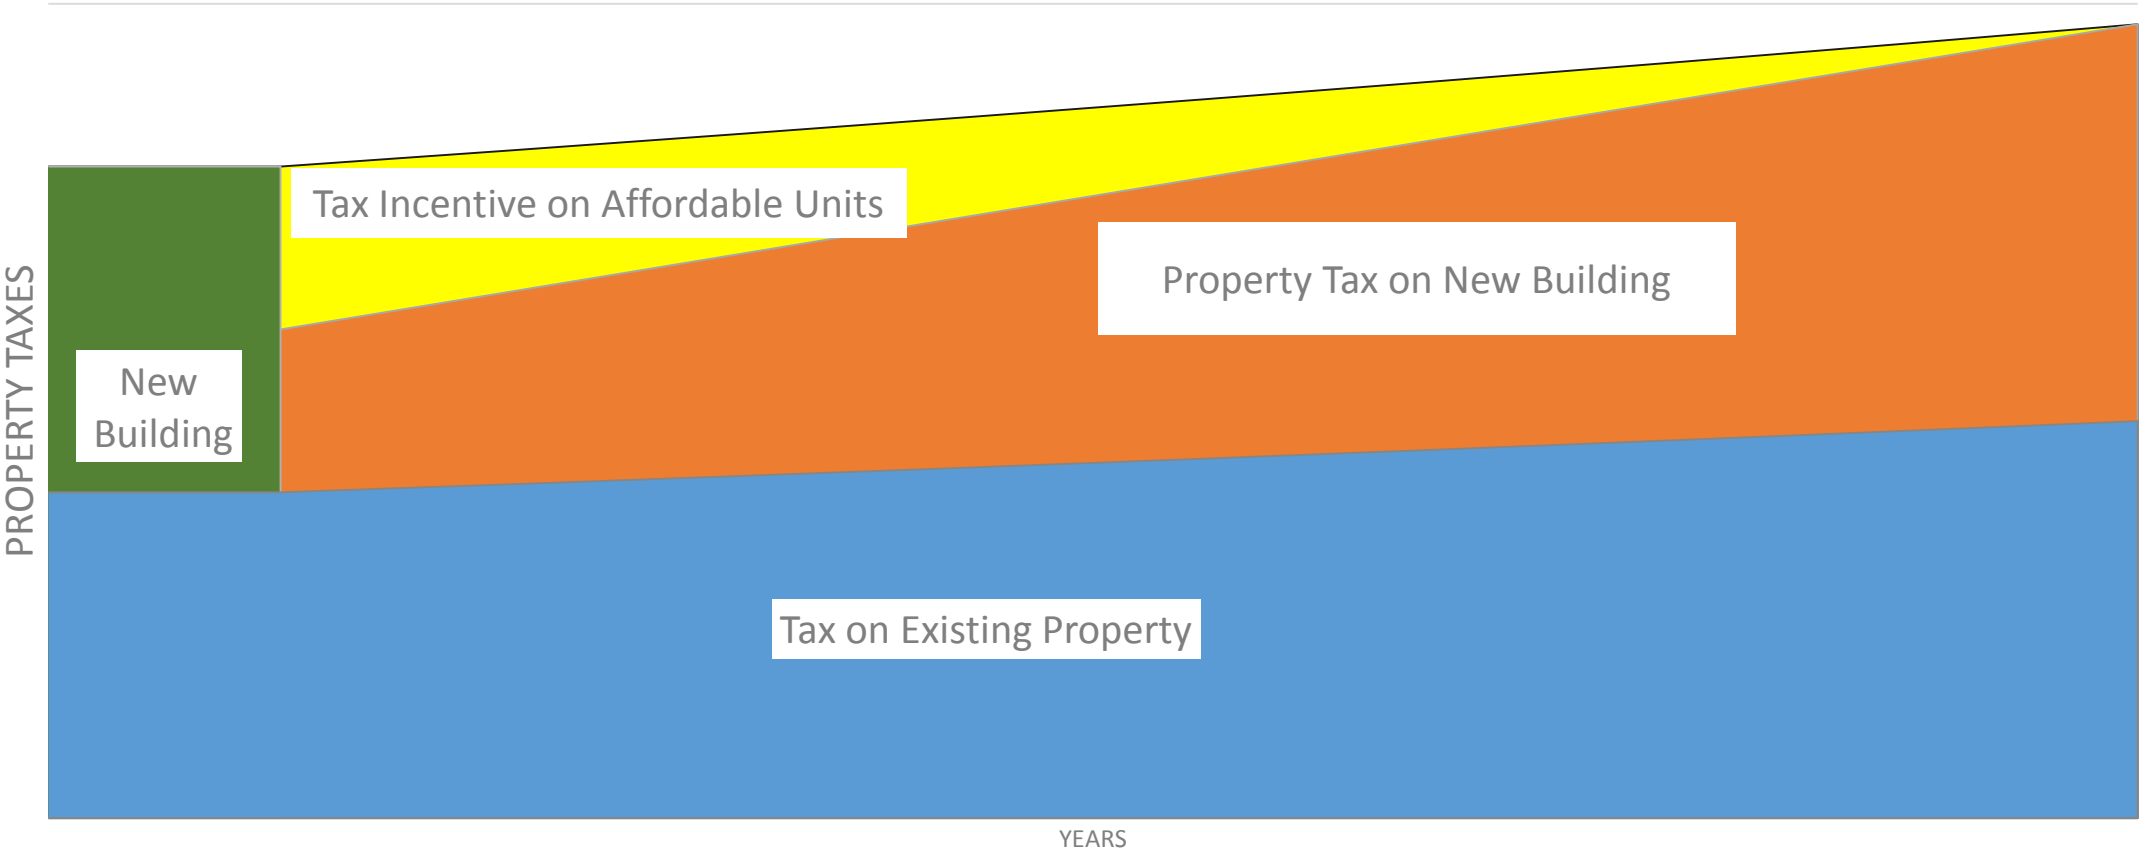 Tax Incentive on Affordable Units
Property Tax on New Building
New
Building
Tax on Existing Property
PROPERTY TAXES
YEARS